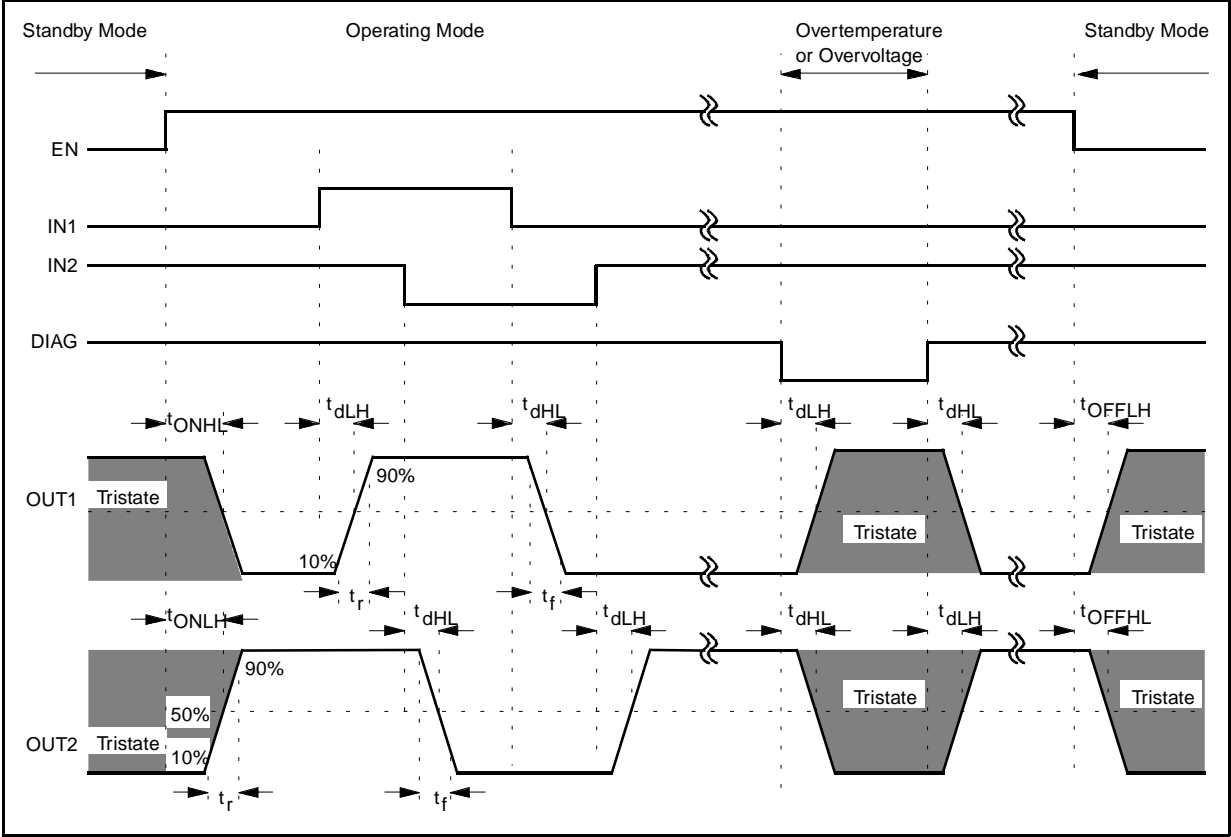 Standby Mode
Operating Mode
Overtemperature
or Overvoltage
Standby Mode
EN
IN1
IN2
DIAG
tONHL
tdLH
tdHL
tdLH
tdHL
tOFFLH
OUT1
Tristate
90%
10%
Tristate
Tristate
tr
tf
tONLH
tdHL
tdLH
tdHL
tdLH
tOFFHL
OUT2
90%
50%
Tristate
10%
Tristate
Tristate
tr
tf